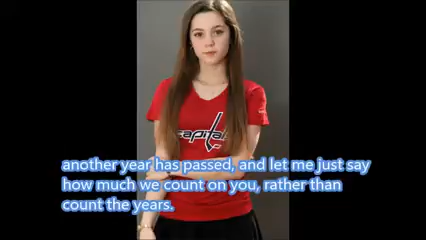 capitals
another year has passed, and let me just say
how much we count on you, rather than
count the years.